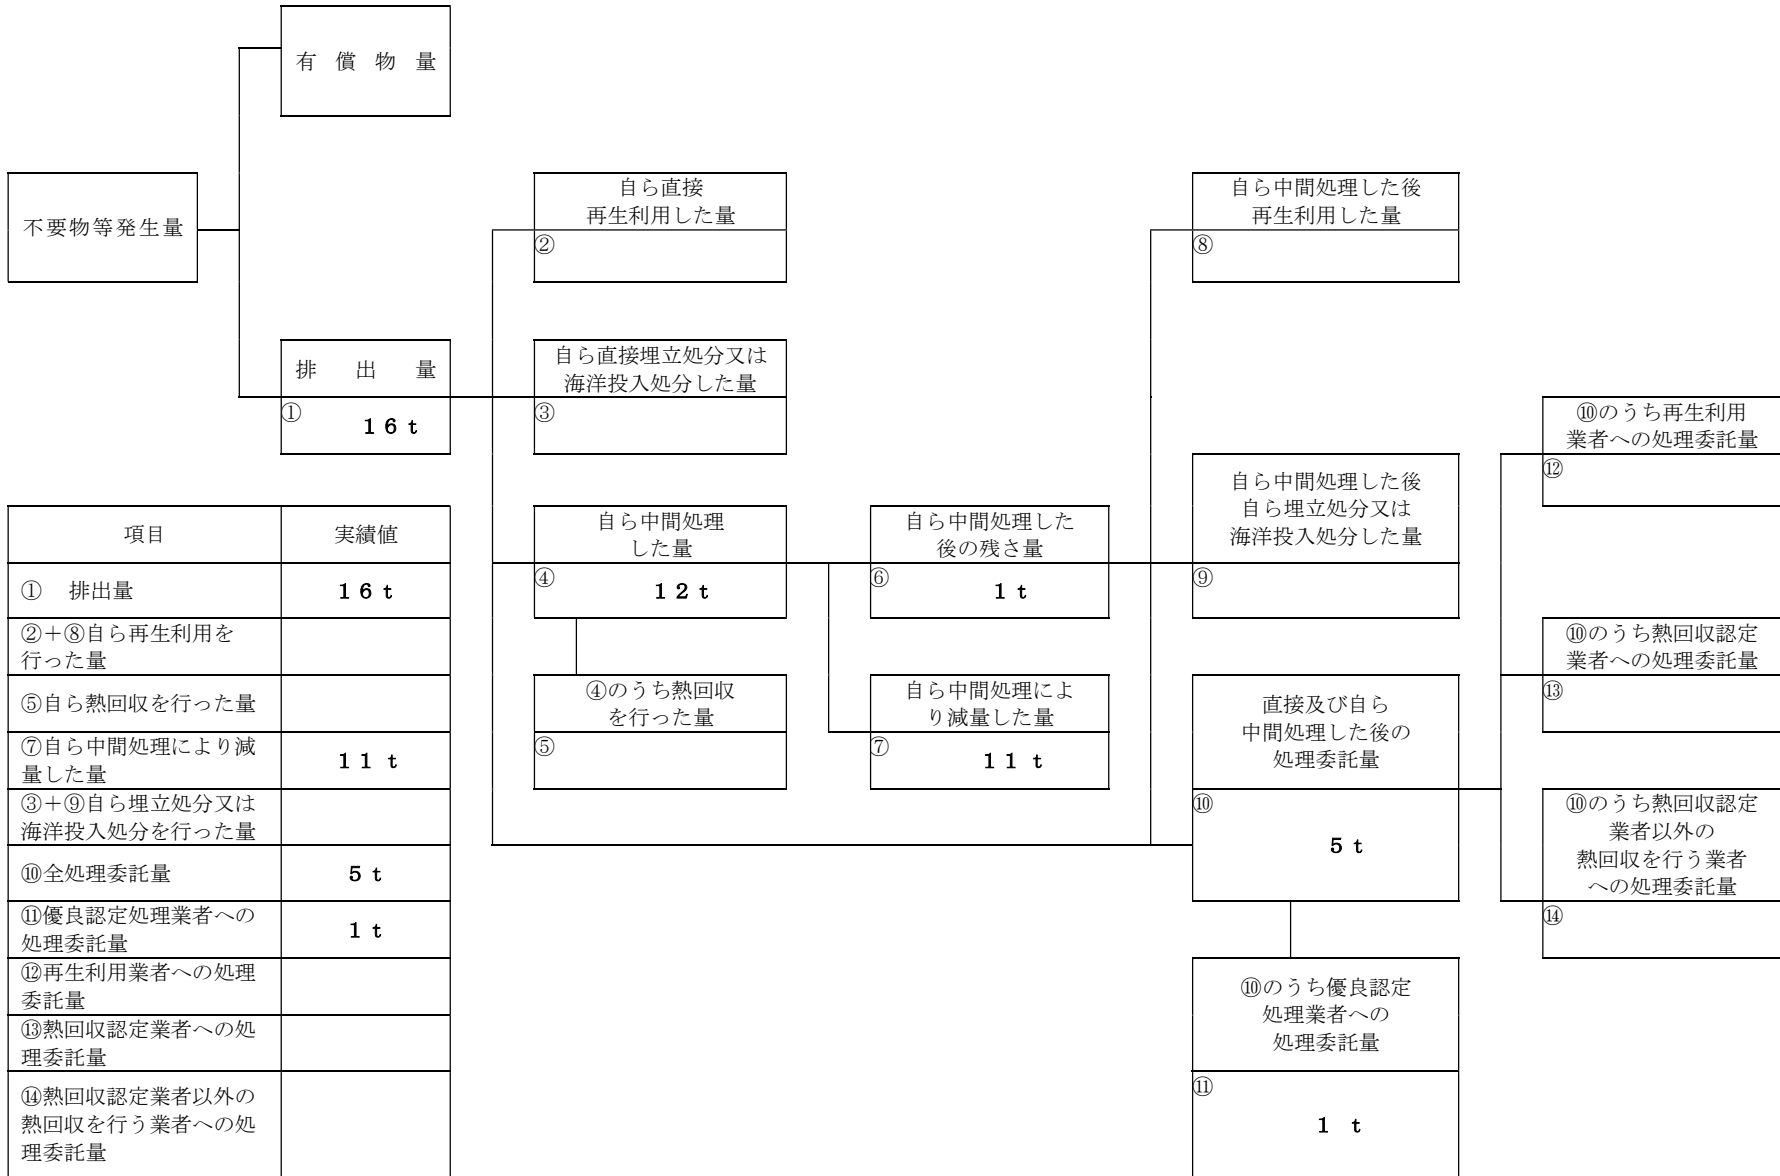 有償物量
不要物等発生量
自ら直接
再生利用した量
②
自ら中間処理した後
再生利用した量
⑧
排出量
①
１６ｔ
自ら直接埋立処分又は
海洋投入処分した量
③
⑩のうち再生利用
業者への処理委託量
⑫
自ら中間処理した後
自ら埋立処分又は
海洋投入処分した量
⑨
自ら中間処理
した量
④
１２ｔ
自ら中間処理した
後の残さ量
⑥
１ｔ
⑩のうち熱回収認定
業者への処理委託量
⑬
④のうち熱回収
を行った量
⑤
自ら中間処理によ
り減量した量
⑦
１１ｔ
直接及び自ら
中間処理した後の
処理委託量
⑩
５ｔ
⑩のうち熱回収認定
業者以外の
熱回収を行う業者
への処理委託量
⑭
⑩のうち優良認定
処理業者への
処理委託量
⑪
１ ｔ
項目 実績値
① 排出量 １６ｔ
②＋⑧自ら再生利用を
行った量
⑤自ら熱回収を行った量
⑦自ら中間処理により減
量した量 １１ｔ
③＋⑨自ら埋立処分又は
海洋投入処分を行った量
⑩全処理委託量 ５ｔ
⑪優良認定処理業者への
処理委託量 １ｔ
⑫再生利用業者への処理
委託量
⑬熱回収認定業者への処
理委託量
⑭熱回収認定業者以外の
熱回収を行う業者への処
理委託量